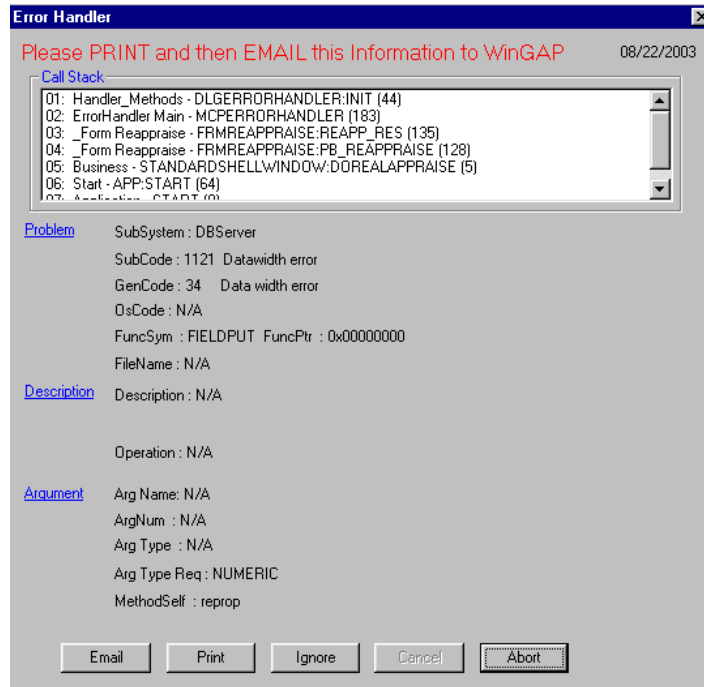 Error Handler
Please PRINT and then EMAIL this Information to WinGAP 08/22/2003
Call Stack
01: Handler_Methods - DLGERRORHANDLER:INIT (44)
02: ErrorHandler Main - MCPERRORHANDLER (183)
03: _Form Reappraise - FRMREAPPRAISE:REAPP_RES (135)
04: _Form Reappraise - FRMREAPPRAISE:PB_REAPPRAISE (128)
05: Business - STANDARDSHELLWINDOW:DOREALAPPRAISE (5)
06: Start - APP:START (64)
07: Application - START (0)
Problem SubSystem : DBServer
SubCode : 1121 Datawidth error
GenCode : 34 Data width error
OsCode : N/A
FuncSym : FIELDPUT FuncPtr : 0x00000000
FileName : N/A
Description Description : N/A
Operation : N/A
Argument Arg Name: N/A
ArgNum : N/A
Arg Type : N/A
Arg Type Req : NUMERIC
MethodSelf : reprop
Email Print Ignore Cancel Abort